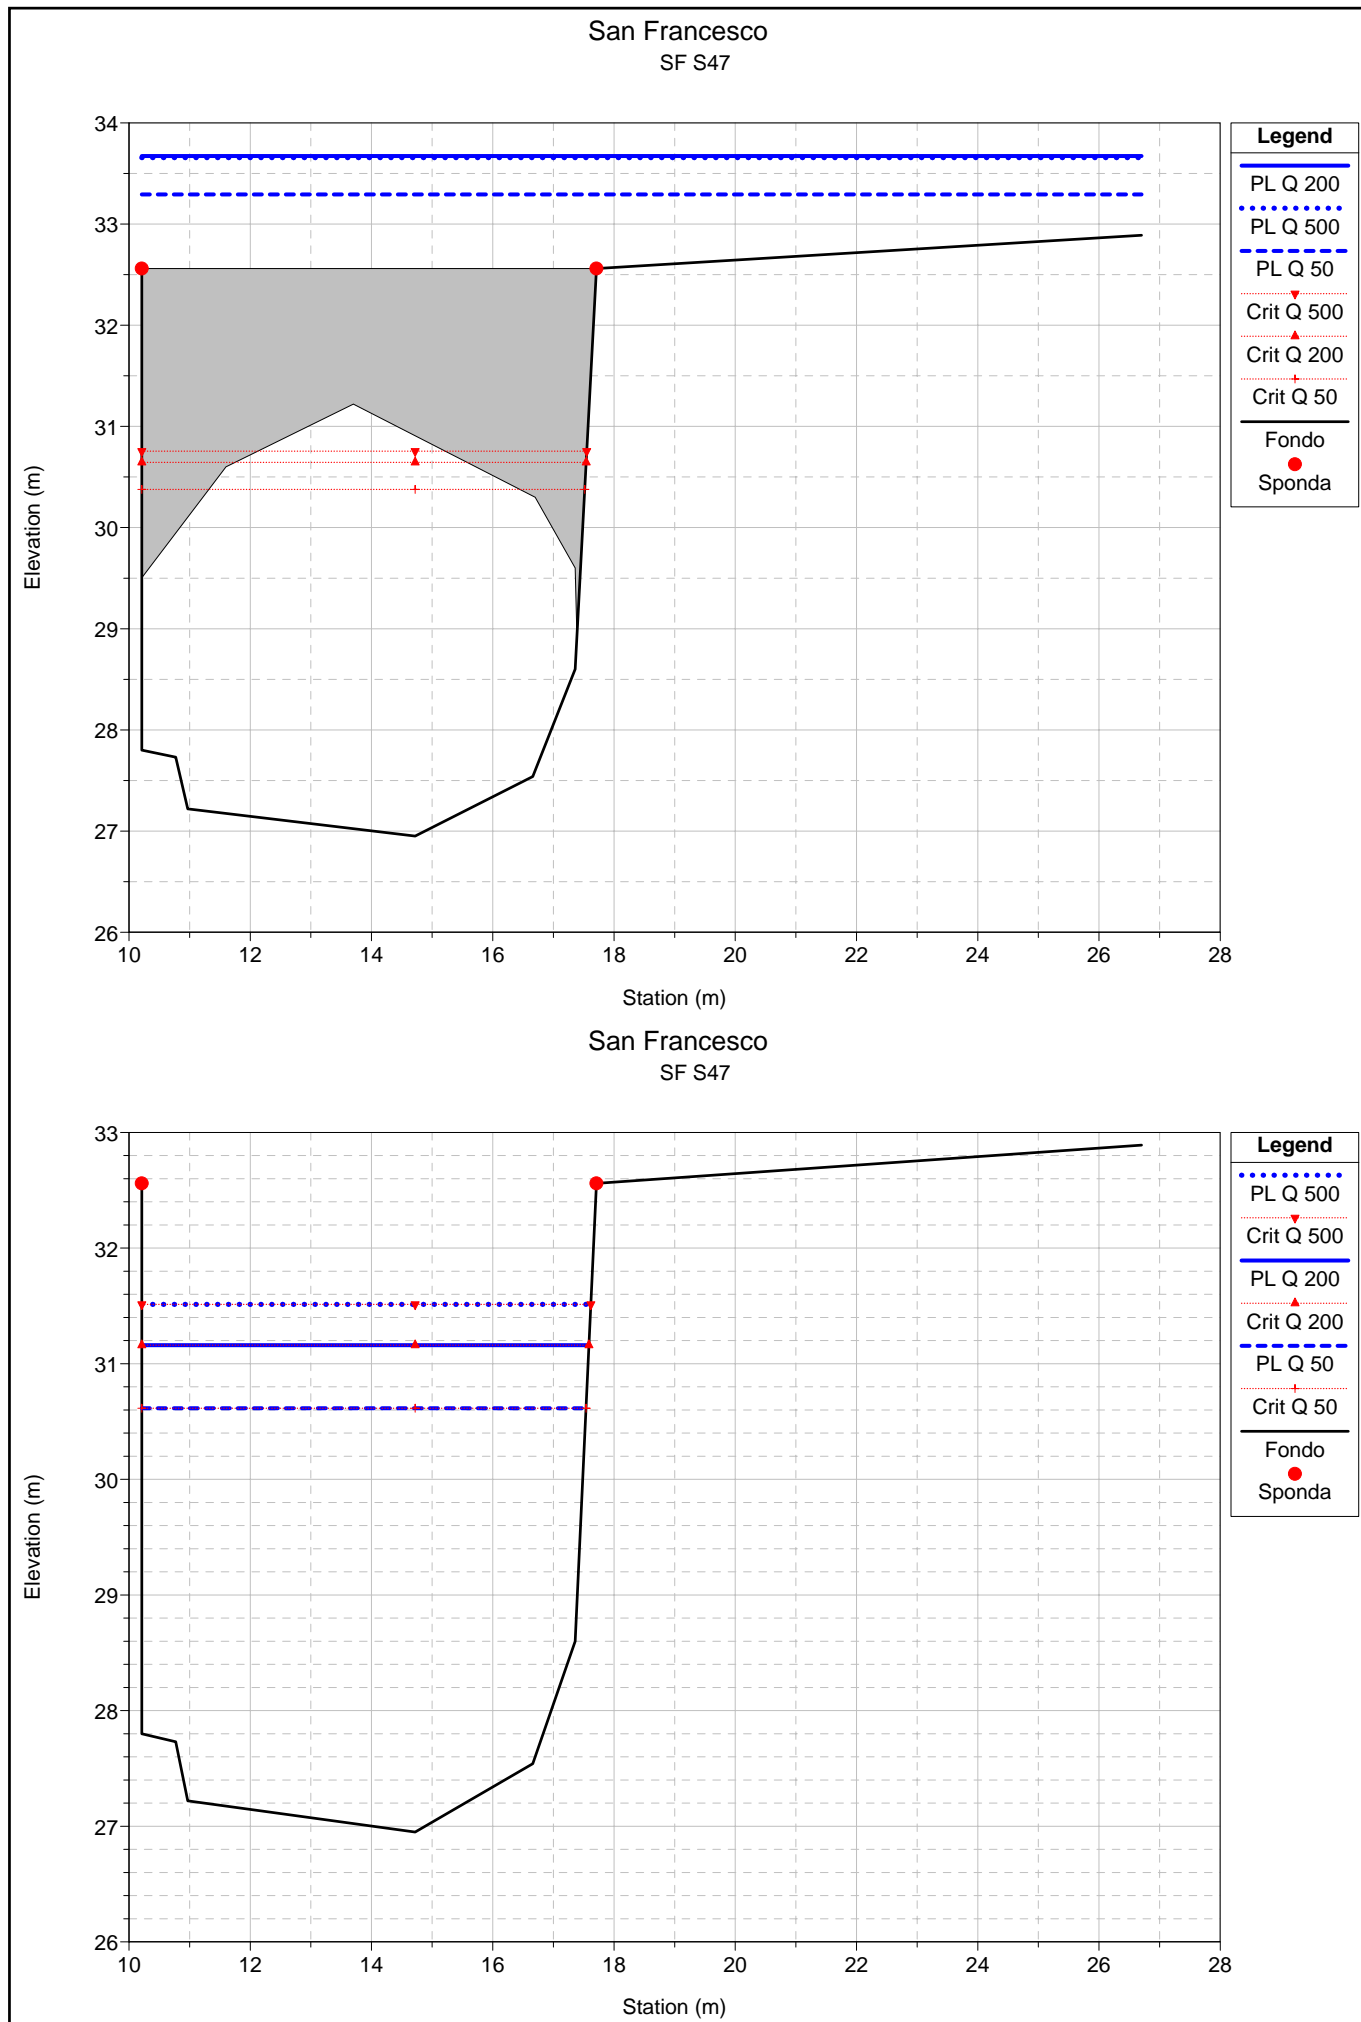 San Francesco
SF S47
34
33
32
31
30
29
28
27
26
Elevation (m)
10 12 14 16 18 20 22 24 26 28
Station (m)
Legend
PL Q 200
PL Q 500
PL Q 50
Crit Q 500
Crit Q 200
Crit Q 50
Fondo
Sponda
San Francesco
SF S47
33
32
31
30
29
28
27
26
Elevation (m)
10 12 14 16 18 20 22 24 26 28
Station (m)
Legend
PL Q 500
Crit Q 500
PL Q 200
Crit Q 200
PL Q 50
Crit Q 50
Fondo
Sponda